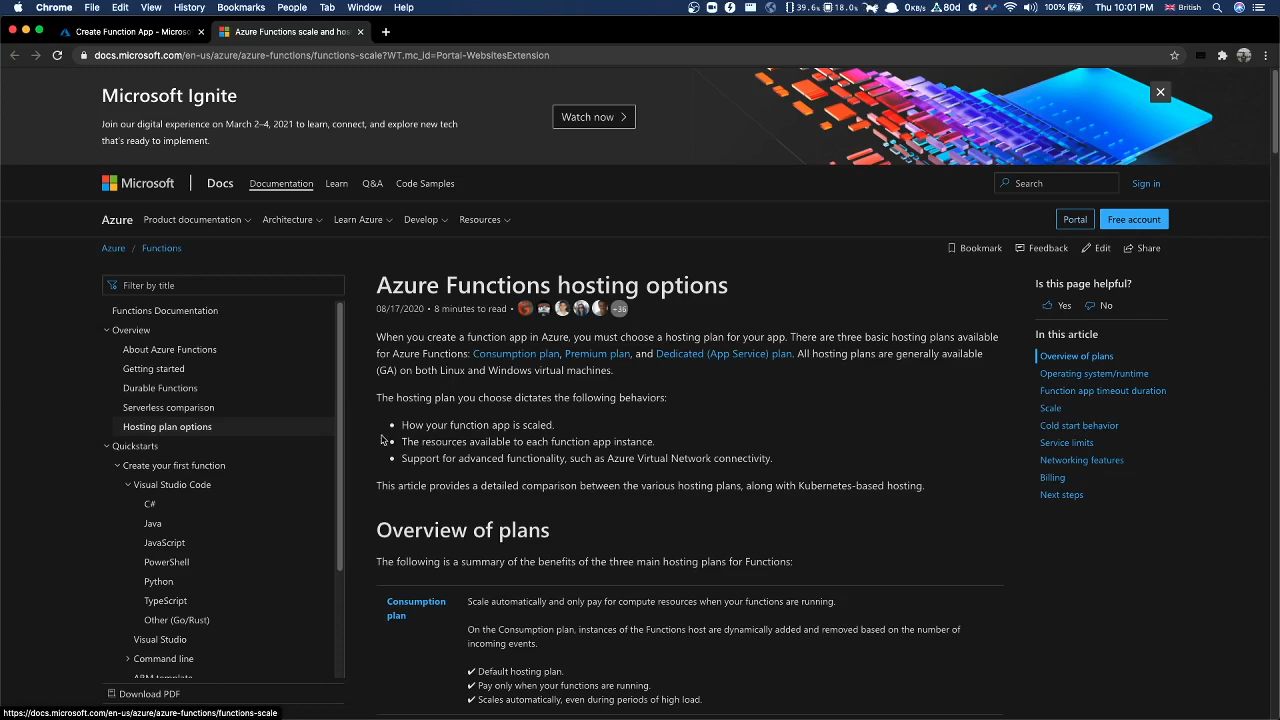 Chrome File Edit View History Bookmarks People Tab Window Help 39.6s 18.0s 0KB/s 80d 100% Thu 10:01 PM British
Create Function App - Micros Azure Functions scale and hos
docs.microsoft.com/en-us/azure/azure-functions/functions-scale?WT.mc_id=Portal-WebsitesExtension
Microsoft Ignite
Join our digital experience on March 2–4, 2021 to learn, connect, and explore new tech
that's ready to implement.
Watch now
Microsoft Docs Documentation Learn Q&A Code Samples Search Sign in
Azure Product documentation Architecture Learn Azure Develop Resources Portal Free account
Azure / Functions Bookmark Feedback Edit Share
Filter by title
Functions Documentation
Overview
About Azure Functions
Getting started
Durable Functions
Serverless comparison
Hosting plan options
Quickstarts
Create your first function
Visual Studio Code
C#
Java
JavaScript
PowerShell
Python
TypeScript
Other (Go/Rust)
Visual Studio
Command line
ARM template
Download PDF
Azure Functions hosting options
08/17/2020 • 8 minutes to read +36
When you create a function app in Azure, you must choose a hosting plan for your app. There are three basic hosting plans available
for Azure Functions: Consumption plan, Premium plan, and Dedicated (App Service) plan. All hosting plans are generally available
(GA) on both Linux and Windows virtual machines.
The hosting plan you choose dictates the following behaviors:
• How your function app is scaled.
• The resources available to each function app instance.
• Support for advanced functionality, such as Azure Virtual Network connectivity.
This article provides a detailed comparison between the various hosting plans, along with Kubernetes-based hosting.
Overview of plans
The following is a summary of the benefits of the three main hosting plans for Functions:
Consumption
plan
Scale automatically and only pay for compute resources when your functions are running.
On the Consumption plan, instances of the Functions host are dynamically added and removed based on the number of
incoming events.
✔ Default hosting plan.
✔ Pay only when your functions are running.
✔ Scales automatically, even during periods of high load.
Is this page helpful?
Yes No
In this article
Overview of plans
Operating system/runtime
Function app timeout duration
Scale
Cold start behavior
Service limits
Networking features
Billing
Next steps
https://docs.microsoft.com/en-us/azure/azure-functions/functions-scale